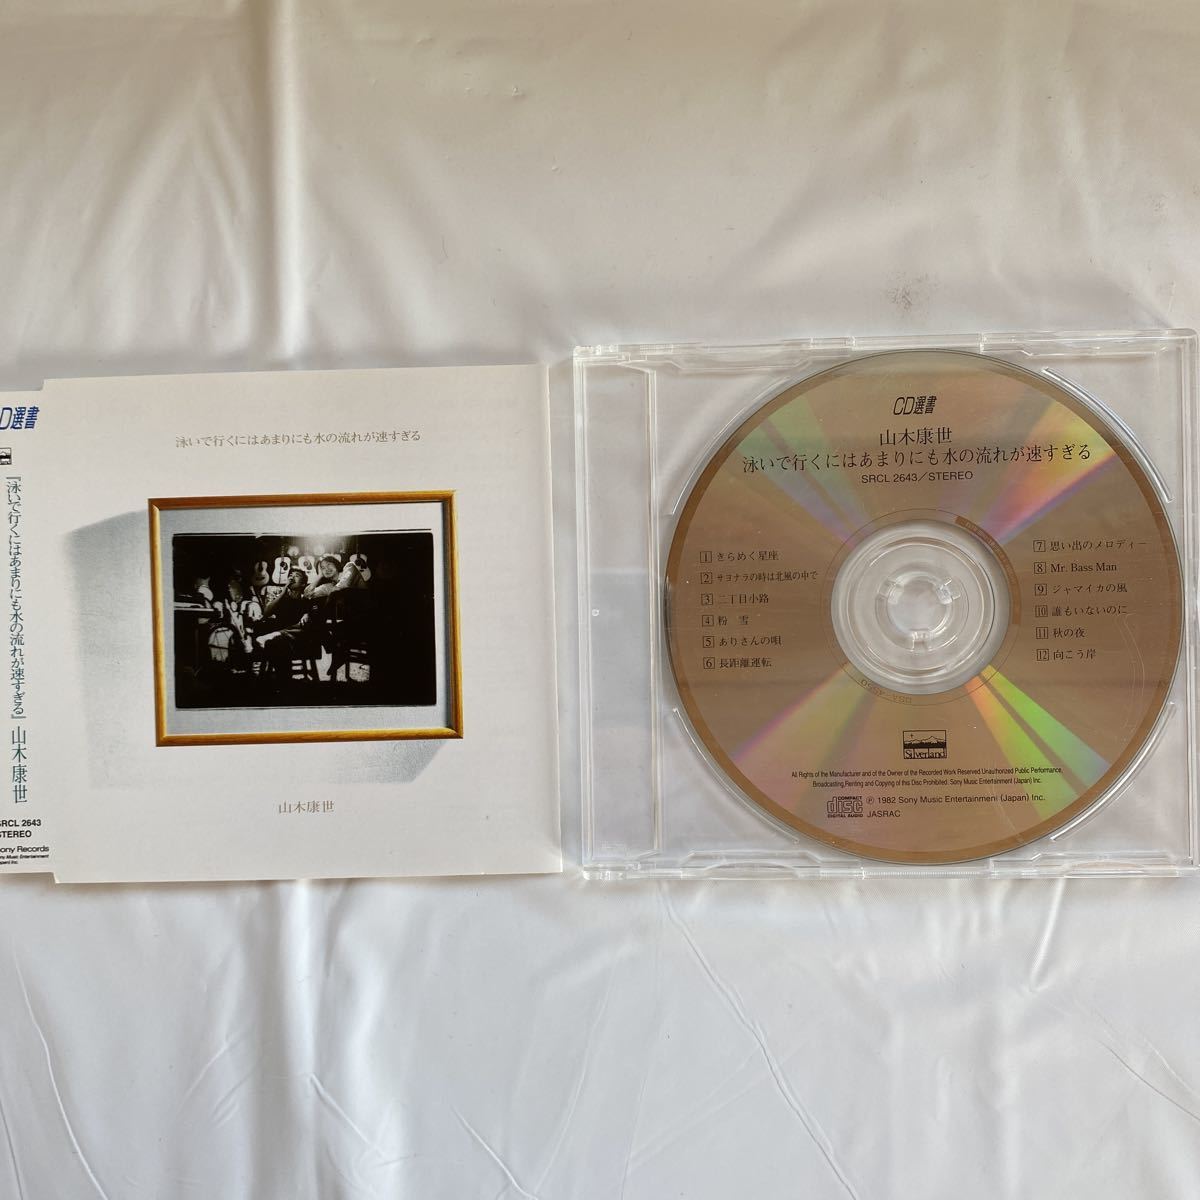 D選書
『泳いで行くにはあまりにも水の流れが速すぎる』山木康世
SRCL 2643
STEREO
ony Records
ony Music Entertainment
apan) Inc.
泳いで行くにはあまりにも水の流れが速すぎる
山木康世
CD選書
山木康世
泳いで行くにはあまりにも水の流れが速すぎる
SRCL 2643/STEREO
1 きらめく星座
2 サヨナラの時は北風の中で
3 二丁目小路
4 粉 雪
5 ありさんの唄
6 長距離運転
7 思い出のメロディー
8 Mr. Bass Man
9 ジャマイカの風
10 誰もいないのに
11 秋の夜
12 向こう岸
Silverland
All Rights of the Manufacturer and of the Owner of the Recorded Work Reserved. Unauthorized Public Performance,
Broadcasting, Renting and Copying of this Disc Prohibited. Sony Music Entertainment (Japan) Inc.
COMPACT
disc
DIGITAL AUDIO
Ⓟ 1982 Sony Music Entertainment (Japan) Inc.
JASRAC